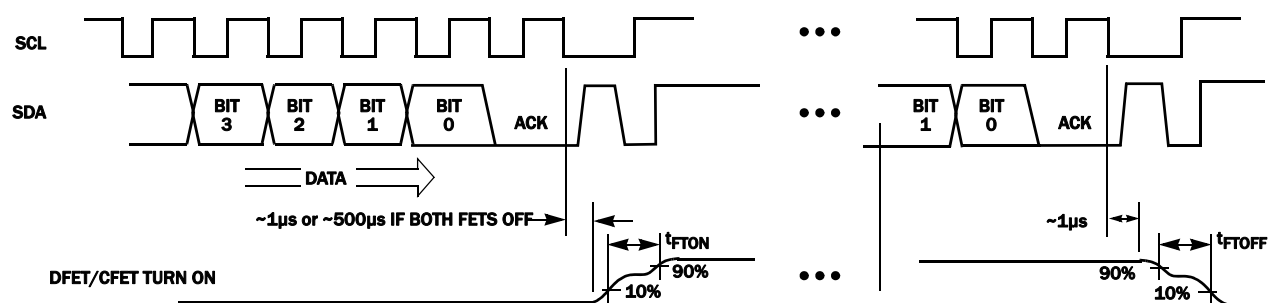 SCL
SDA
BIT 3
BIT 2
BIT 1
BIT 0
ACK
BIT 1
BIT 0
ACK
DATA
~1µs or ~500µs IF BOTH FETS OFF
~1µs
tFTON
tFTOFF
DFET/CFET TURN ON
90%
10%
90%
10%